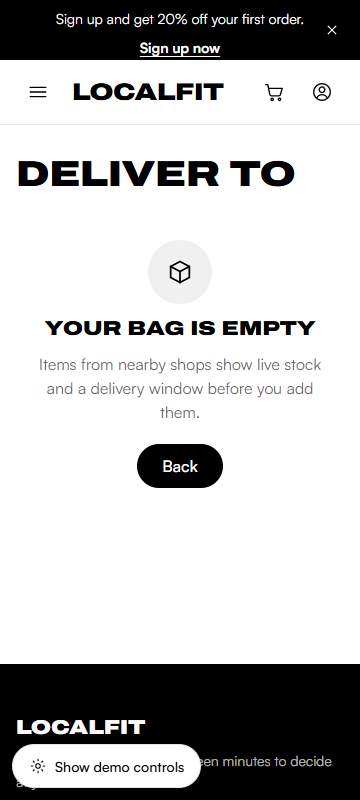 Sign up and get 20% off your first order.
Sign up now
LOCALFIT
DELIVER TO
YOUR BAG IS EMPTY
Items from nearby shops show live stock
and a delivery window before you add
them.
Back
LOCALFIT
minutes to decide
Show demo controls